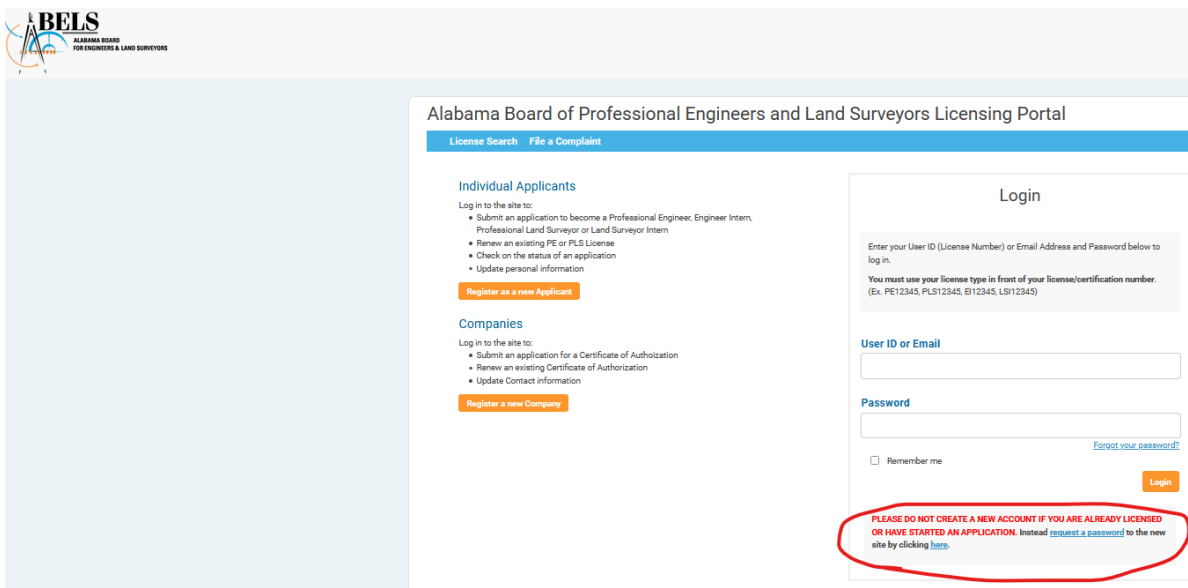 BELS
ALABAMA BOARD
FOR ENGINEERS & LAND SURVEYORS
Alabama Board of Professional Engineers and Land Surveyors Licensing Portal
License Search File a Complaint
Individual Applicants
Log in to the site to:
Submit an application to become a Professional Engineer, Engineer Intern,
Professional Land Surveyor or Land Surveyor Intern
Renew an existing PE or PLS License
Check on the status of an application
Update personal information
Register as a new Applicant
Companies
Log in to the site to:
Submit an application for a Certificate of Authoization
Renew an existing Certificate of Authorization
Update Contact information
Register a new Company
Login
Enter your User ID (License Number) or Email Address and Password below to
log in.
You must use your license type in front of your license/certification number.
(Ex. PE12345, PLS12345, EI12345, LSI12345)
User ID or Email
Password
Forgot your password?
Remember me
Login
PLEASE DO NOT CREATE A NEW ACCOUNT IF YOU ARE ALREADY LICENSED
OR HAVE STARTED AN APPLICATION. Instead request a password to the new
site by clicking here.